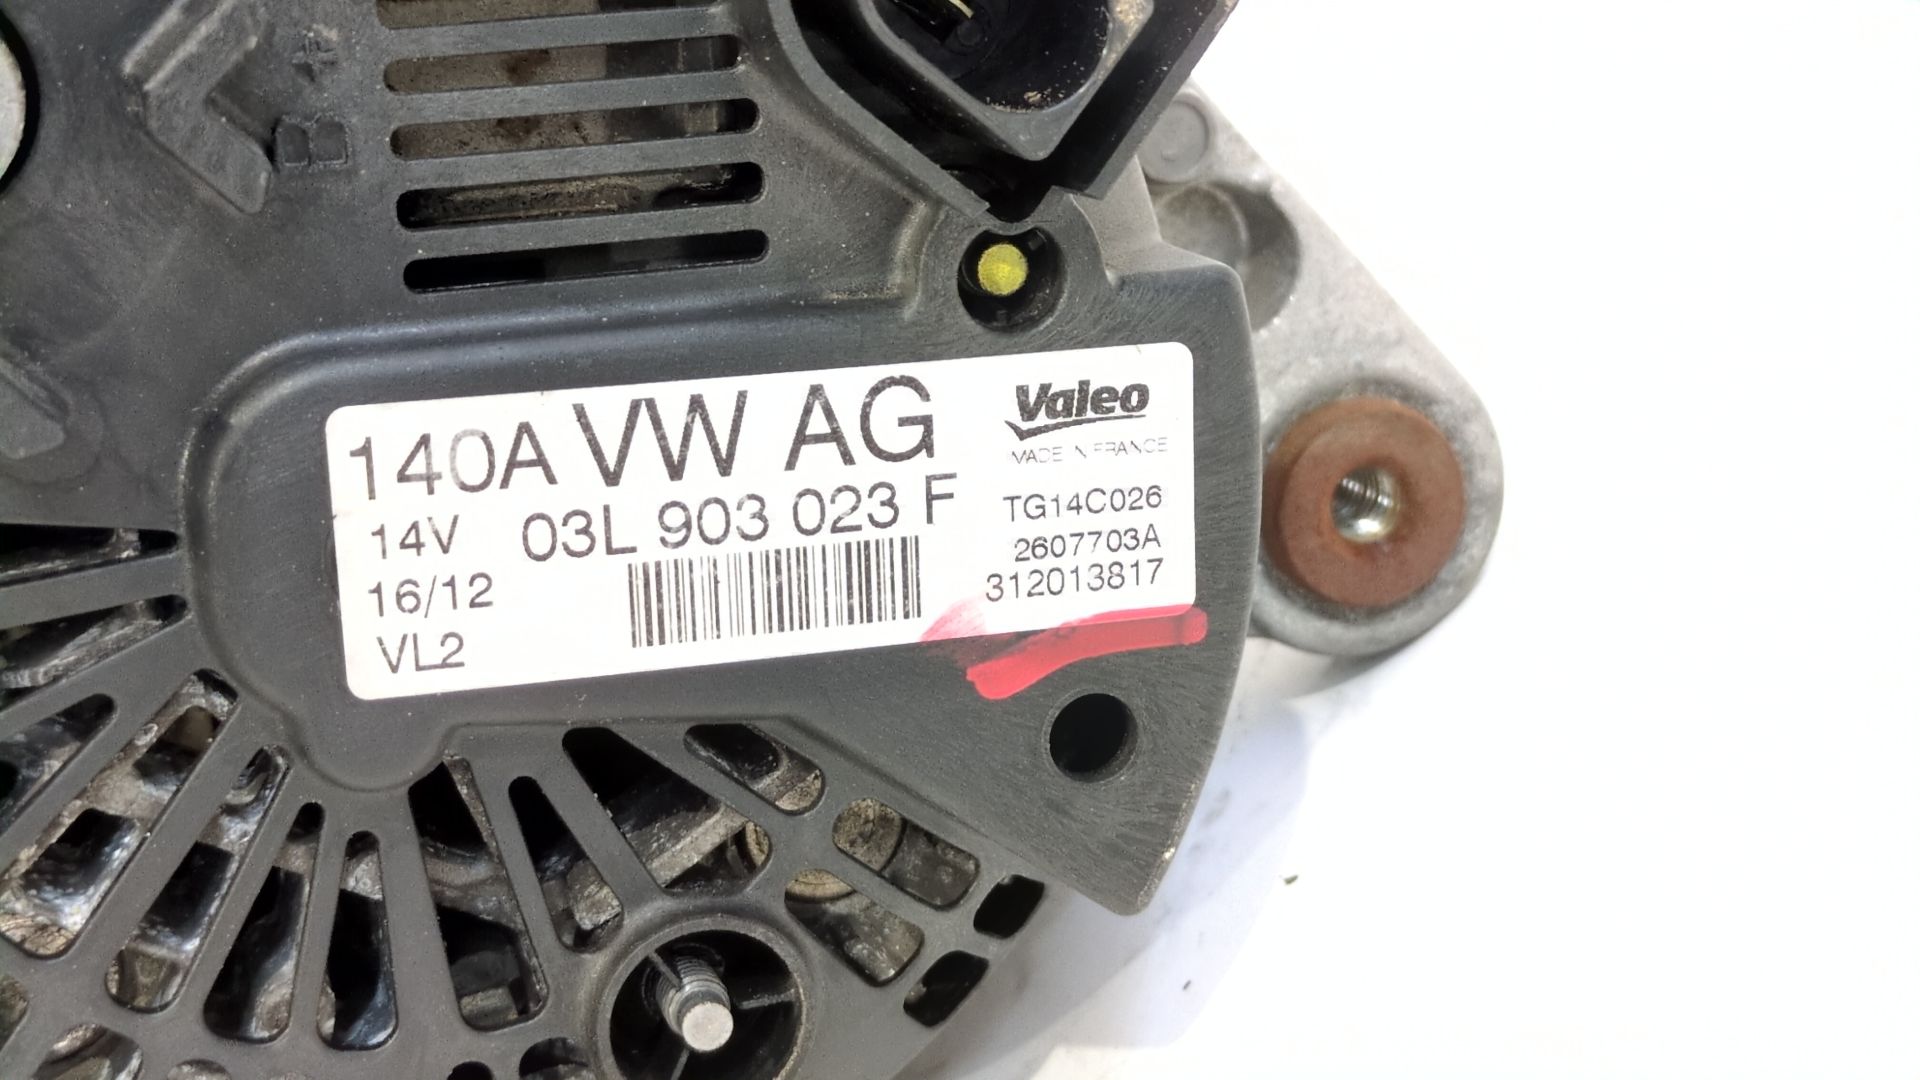 B+
140A VW AG
14V 03L 903 023 F
16/12
VL2
Valeo
MADE IN FRANCE
TG14C026
2607703A
312013817